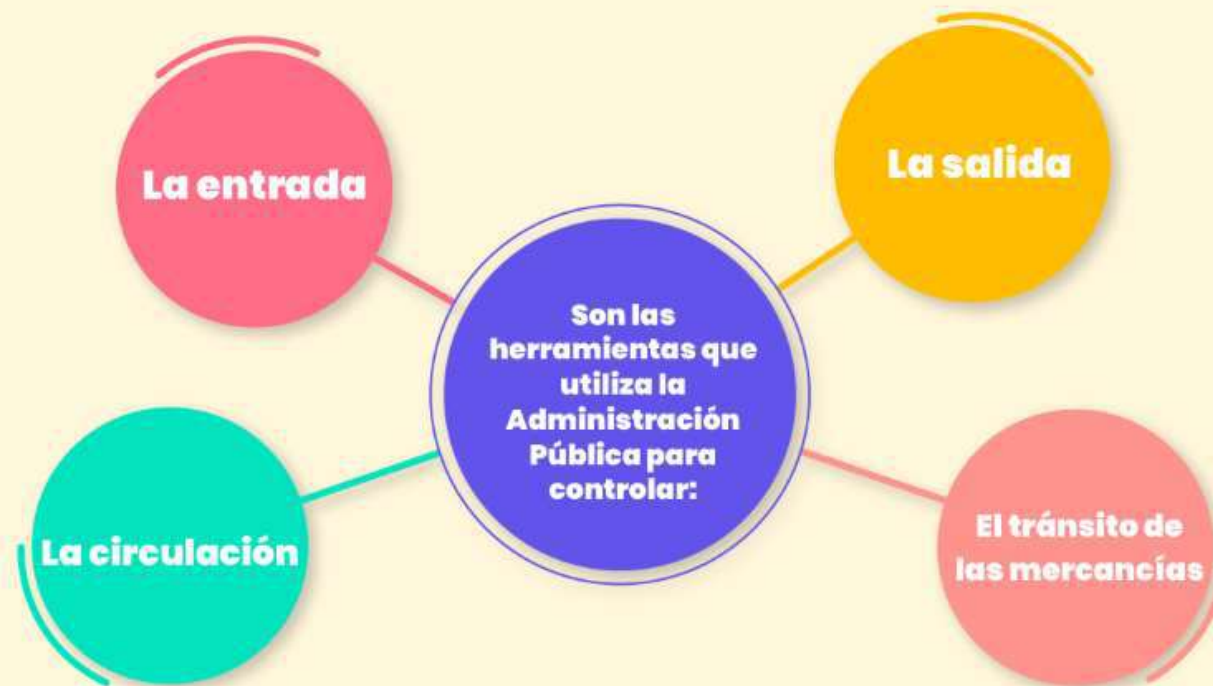 La entrada
La salida
Son las
herramientas que
utiliza la
Administración
Pública para
controlar:
La circulación
El tránsito de
las mercancías